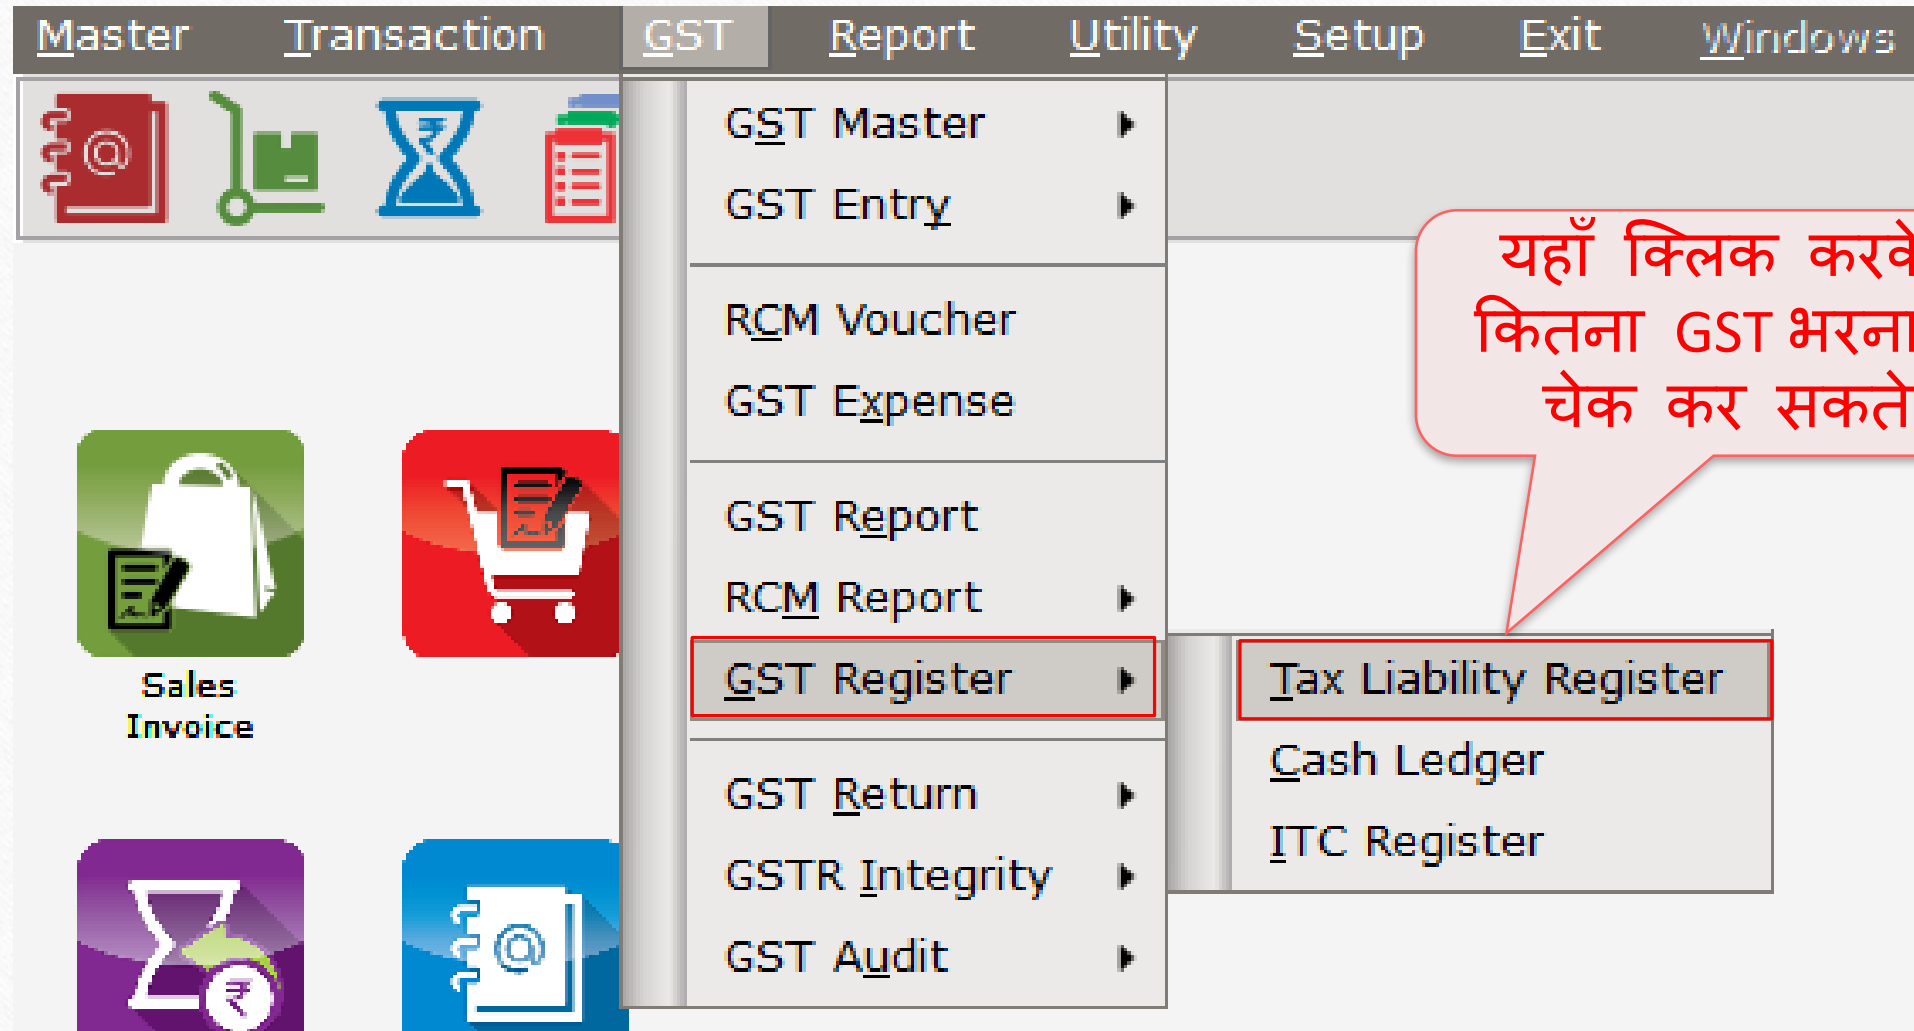 Master Transaction GST Report Utility Setup Exit Windows
GST Master
GST Entry
RCM Voucher
GST Expense
GST Report
RCM Report
GST Register
GST Return
GSTR Integrity
GST Audit
यहाँ क्लिक करके
कितना GST भरना
चेक कर सकते
Tax Liability Register
Cash Ledger
ITC Register
Sales
Invoice